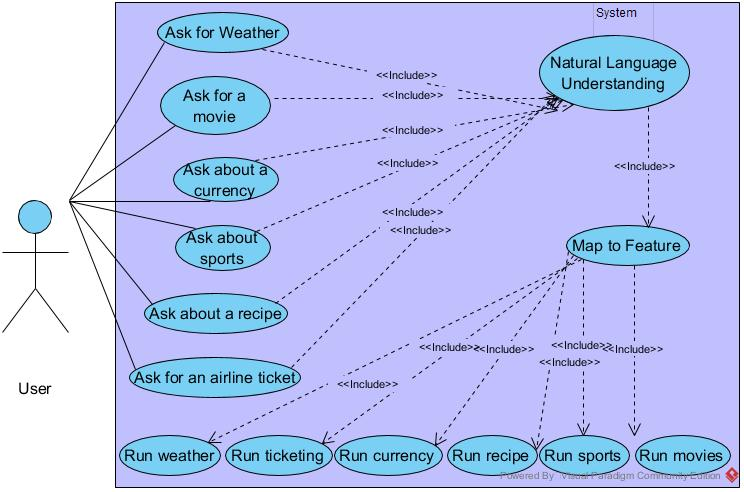 System
Ask for Weather
Natural Language
Understanding
<<Include>>
<<Include>>
Ask for a
movie
<<Include>>
Ask about a
currency
<<Include>>
<<Include>>
<<Include>>
<<Include>>
Ask about
sports
Map to Feature
Ask about a recipe
<<Include>>
<<Include>>
<<Include>>
<<Include>>
<<Include>>
<<Include>>
Ask for an airline ticket
User
Run weather
Run ticketing
Run currency
Run recipe
Run sports
Run movies
Powered By Visual Paradigm Community Edition